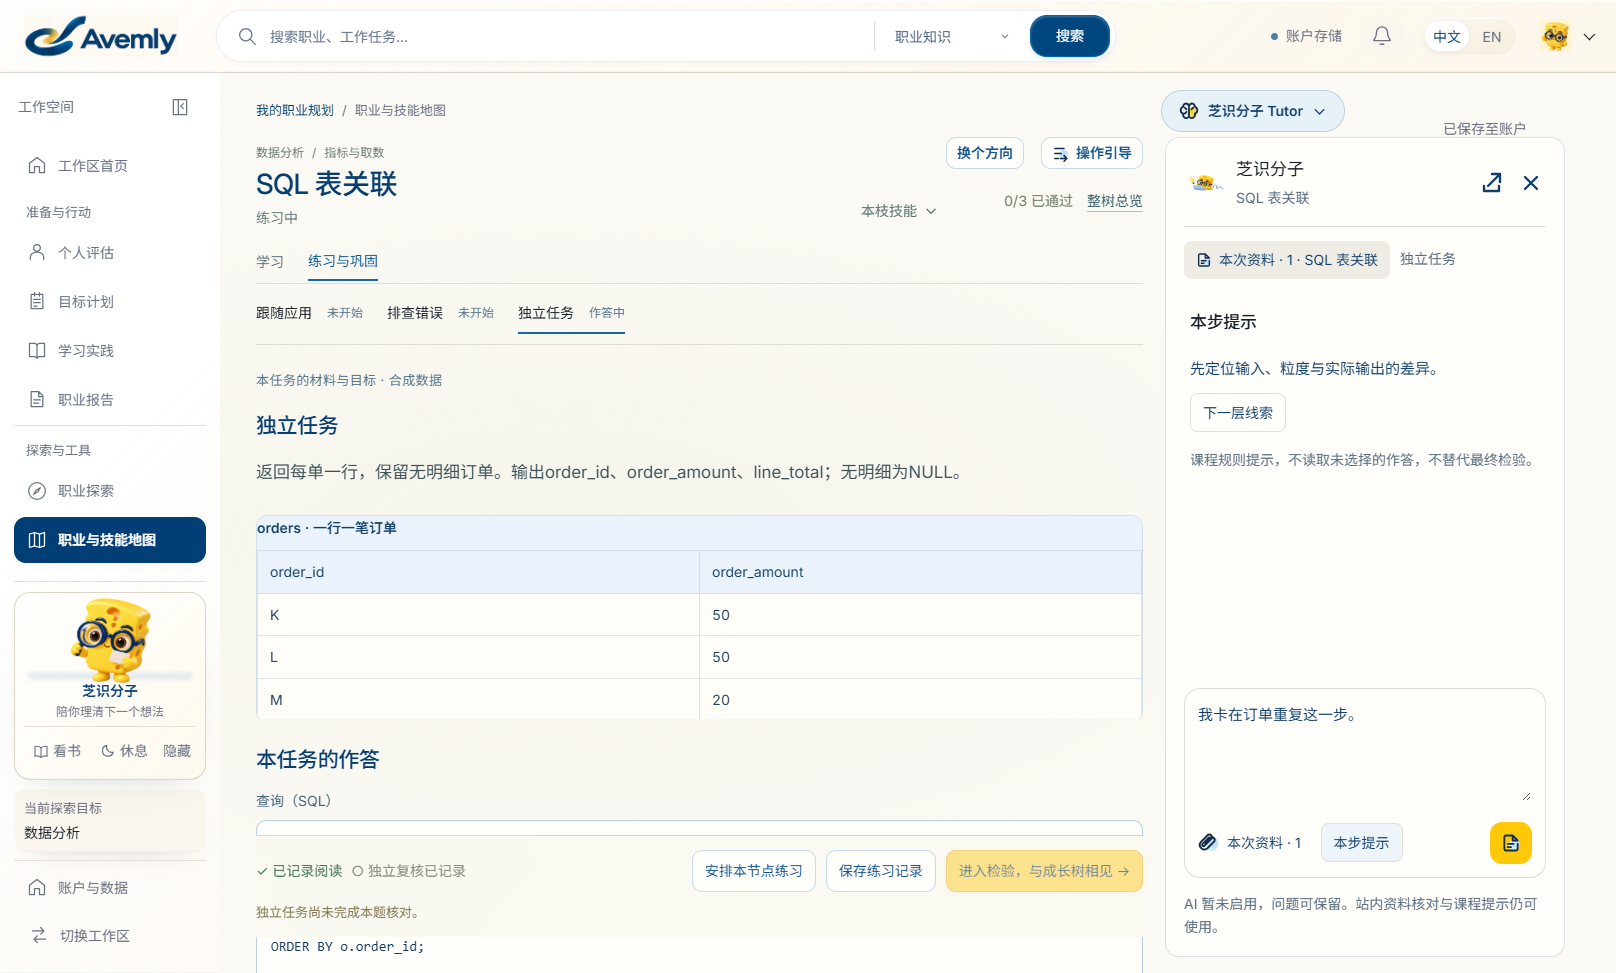 Avemly
搜索职业、工作任务...
职业知识
搜索
账户存储
中文
EN
工作空间
工作区首页
准备与行动
个人评估
目标计划
学习实践
职业报告
探索与工具
职业探索
职业与技能地图
芝识分子
陪你理清下一个想法
看书
休息
隐藏
当前探索目标
数据分析
账户与数据
切换工作区
我的职业规划 / 职业与技能地图
数据分析 / 指标与取数
SQL 表关联
练习中
换个方向
操作引导
本枝技能
0/3 已通过
整树总览
学习
练习与巩固
跟随应用 未开始
排查错误 未开始
独立任务 作答中
本任务的材料与目标 · 合成数据
独立任务
返回每单一行，保留无明细订单。输出order_id、order_amount、line_total；无明细为NULL。
orders · 一行一笔订单
order_id order_amount
K 50
L 50
M 20
本任务的作答
查询（SQL）
已记录阅读
独立复核已记录
安排本节点练习
保存练习记录
进入检验，与成长树相见 →
独立任务尚未完成本题核对。
ORDER BY o.order_id;
芝识分子 Tutor
已保存至账户
芝识分子
SQL 表关联
本次资料 · 1 · SQL 表关联
独立任务
本步提示
先定位输入、粒度与实际输出的差异。
下一层线索
课程规则提示，不读取未选择的作答，不替代最终检验。
我卡在订单重复这一步。
本次资料 · 1
本步提示
AI 暂未启用，问题可保留。站内资料核对与课程提示仍可
使用。